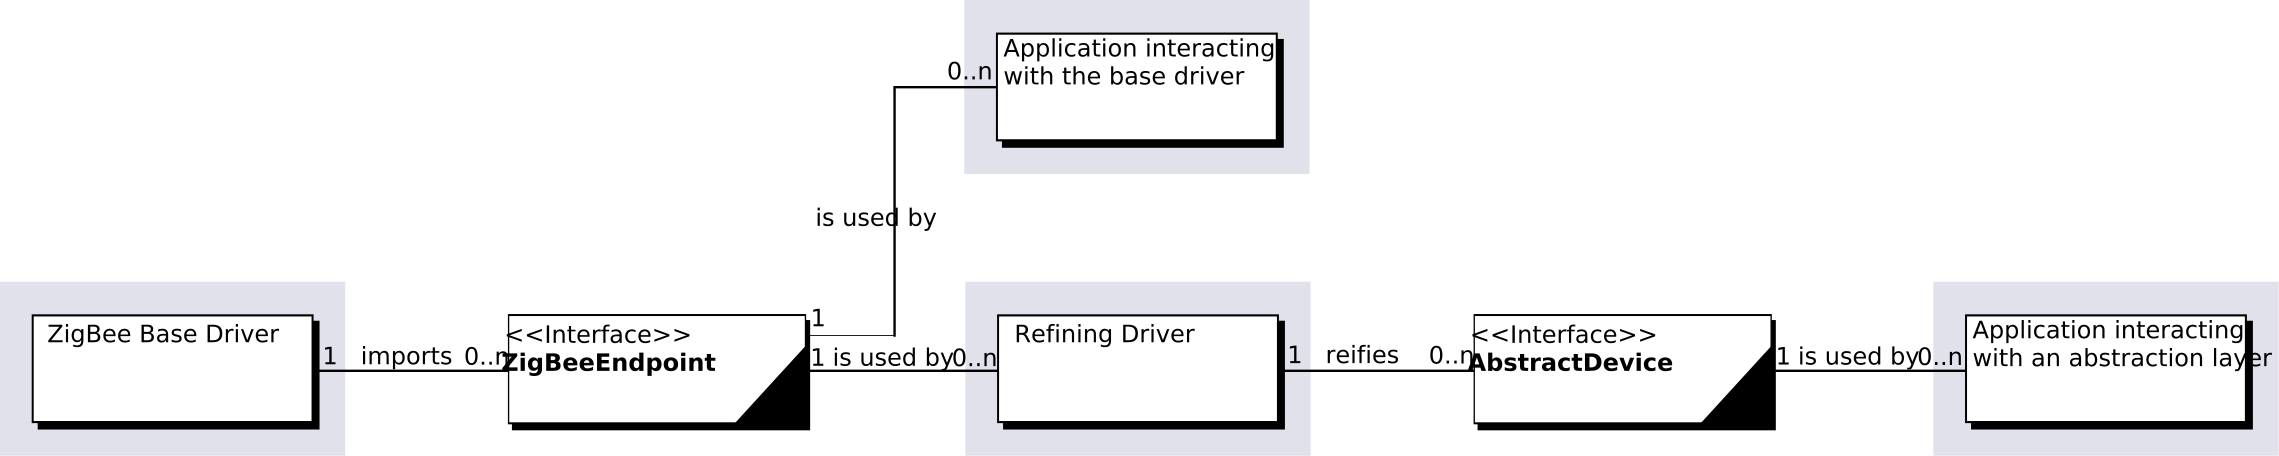 Application interacting
with the base driver
0..n
is used by
ZigBee Base Driver
1 imports 0..n
<<Interface>>
ZigBeeEndpoint
1
1 is used by 0..n
Refining Driver
1 reifies 0..n
<<Interface>>
AbstractDevice
1 is used by 0..n
Application interacting
with an abstraction layer